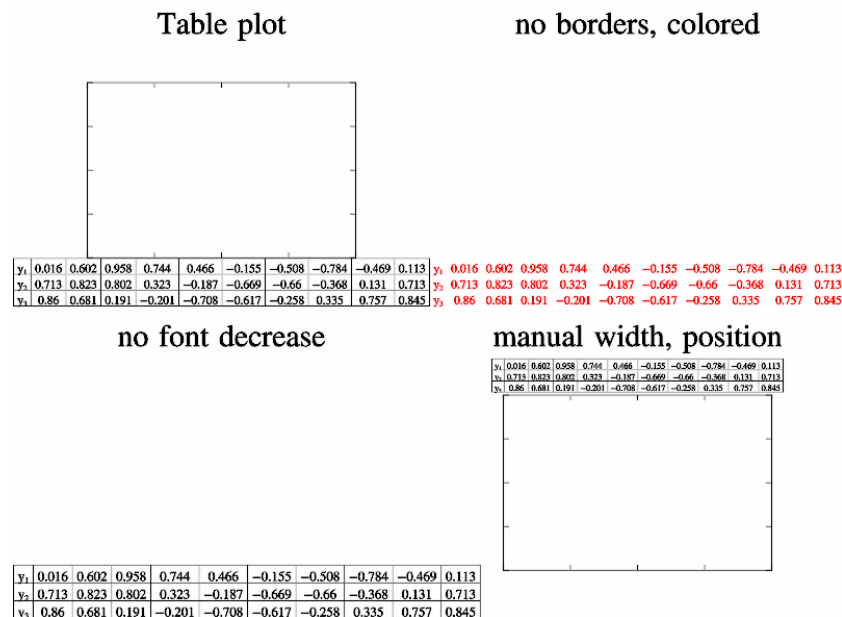 Table plot
no borders, colored
y₁ 0.016 0.602 0.958 0.744 0.466 −0.155 −0.508 −0.784 −0.469 0.113
y₂ 0.713 0.823 0.802 0.323 −0.187 −0.669 −0.66 −0.368 0.131 0.713
y₃ 0.86 0.681 0.191 −0.201 −0.708 −0.617 −0.258 0.335 0.757 0.845
y₁ 0.016 0.602 0.958 0.744 0.466 −0.155 −0.508 −0.784 −0.469 0.113
y₂ 0.713 0.823 0.802 0.323 −0.187 −0.669 −0.66 −0.368 0.131 0.713
y₃ 0.86 0.681 0.191 −0.201 −0.708 −0.617 −0.258 0.335 0.757 0.845
no font decrease
manual width, position
y₁ 0.016 0.602 0.958 0.744 0.466 −0.155 −0.508 −0.784 −0.469 0.113
y₂ 0.713 0.823 0.802 0.323 −0.187 −0.669 −0.66 −0.368 0.131 0.713
y₃ 0.86 0.681 0.191 −0.201 −0.708 −0.617 −0.258 0.335 0.757 0.845
y₁ 0.016 0.602 0.958 0.744 0.466 −0.155 −0.508 −0.784 −0.469 0.113
y₂ 0.713 0.823 0.802 0.323 −0.187 −0.669 −0.66 −0.368 0.131 0.713
y₃ 0.86 0.681 0.191 −0.201 −0.708 −0.617 −0.258 0.335 0.757 0.845